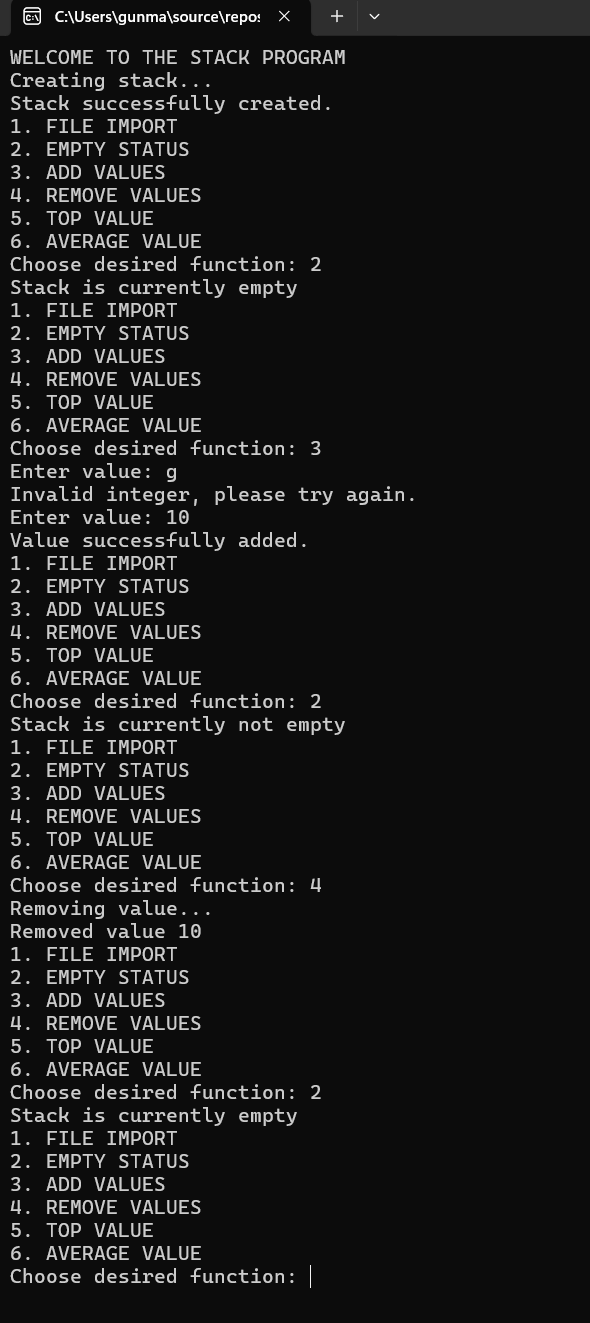 C:\Users\gunma\source\repos
WELCOME TO THE STACK PROGRAM
Creating stack...
Stack successfully created.
1. FILE IMPORT
2. EMPTY STATUS
3. ADD VALUES
4. REMOVE VALUES
5. TOP VALUE
6. AVERAGE VALUE
Choose desired function: 2
Stack is currently empty
1. FILE IMPORT
2. EMPTY STATUS
3. ADD VALUES
4. REMOVE VALUES
5. TOP VALUE
6. AVERAGE VALUE
Choose desired function: 3
Enter value: g
Invalid integer, please try again.
Enter value: 10
Value successfully added.
1. FILE IMPORT
2. EMPTY STATUS
3. ADD VALUES
4. REMOVE VALUES
5. TOP VALUE
6. AVERAGE VALUE
Choose desired function: 2
Stack is currently not empty
1. FILE IMPORT
2. EMPTY STATUS
3. ADD VALUES
4. REMOVE VALUES
5. TOP VALUE
6. AVERAGE VALUE
Choose desired function: 4
Removing value...
Removed value 10
1. FILE IMPORT
2. EMPTY STATUS
3. ADD VALUES
4. REMOVE VALUES
5. TOP VALUE
6. AVERAGE VALUE
Choose desired function: 2
Stack is currently empty
1. FILE IMPORT
2. EMPTY STATUS
3. ADD VALUES
4. REMOVE VALUES
5. TOP VALUE
6. AVERAGE VALUE
Choose desired function: